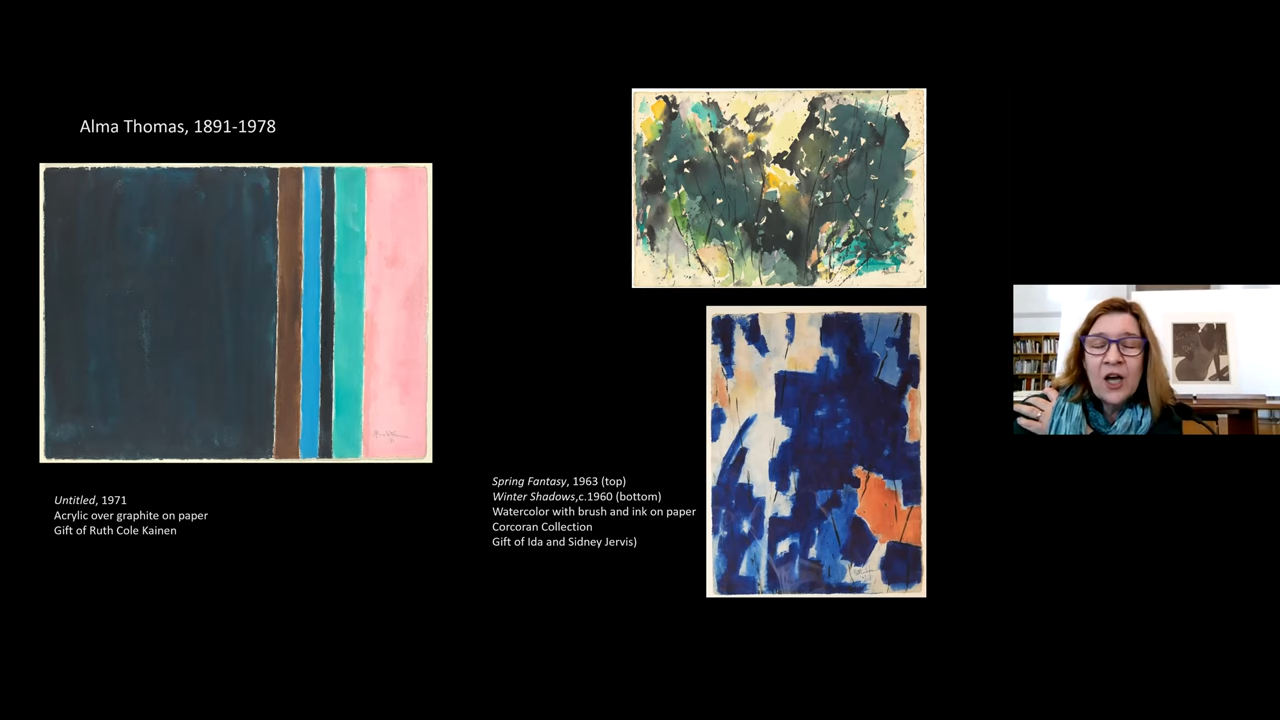 Alma Thomas, 1891-1978
Untitled, 1971
Acrylic over graphite on paper
Gift of Ruth Cole Kainen
Spring Fantasy, 1963 (top)
Winter Shadows,c.1960 (bottom)
Watercolor with brush and ink on paper
Corcoran Collection
Gift of Ida and Sidney Jervis)